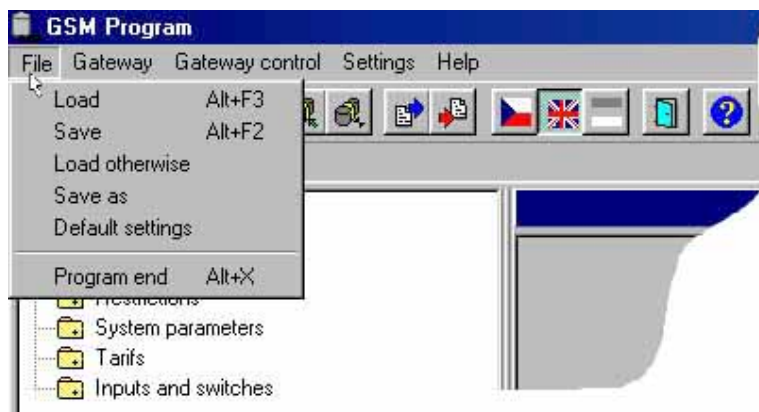 GSM Program
File Gateway Gateway control Settings Help
Load Alt+F3
Save Alt+F2
Load otherwise
Save as
Default settings
Program end Alt+X
Restrictions
System parameters
Tarifs
Inputs and switches